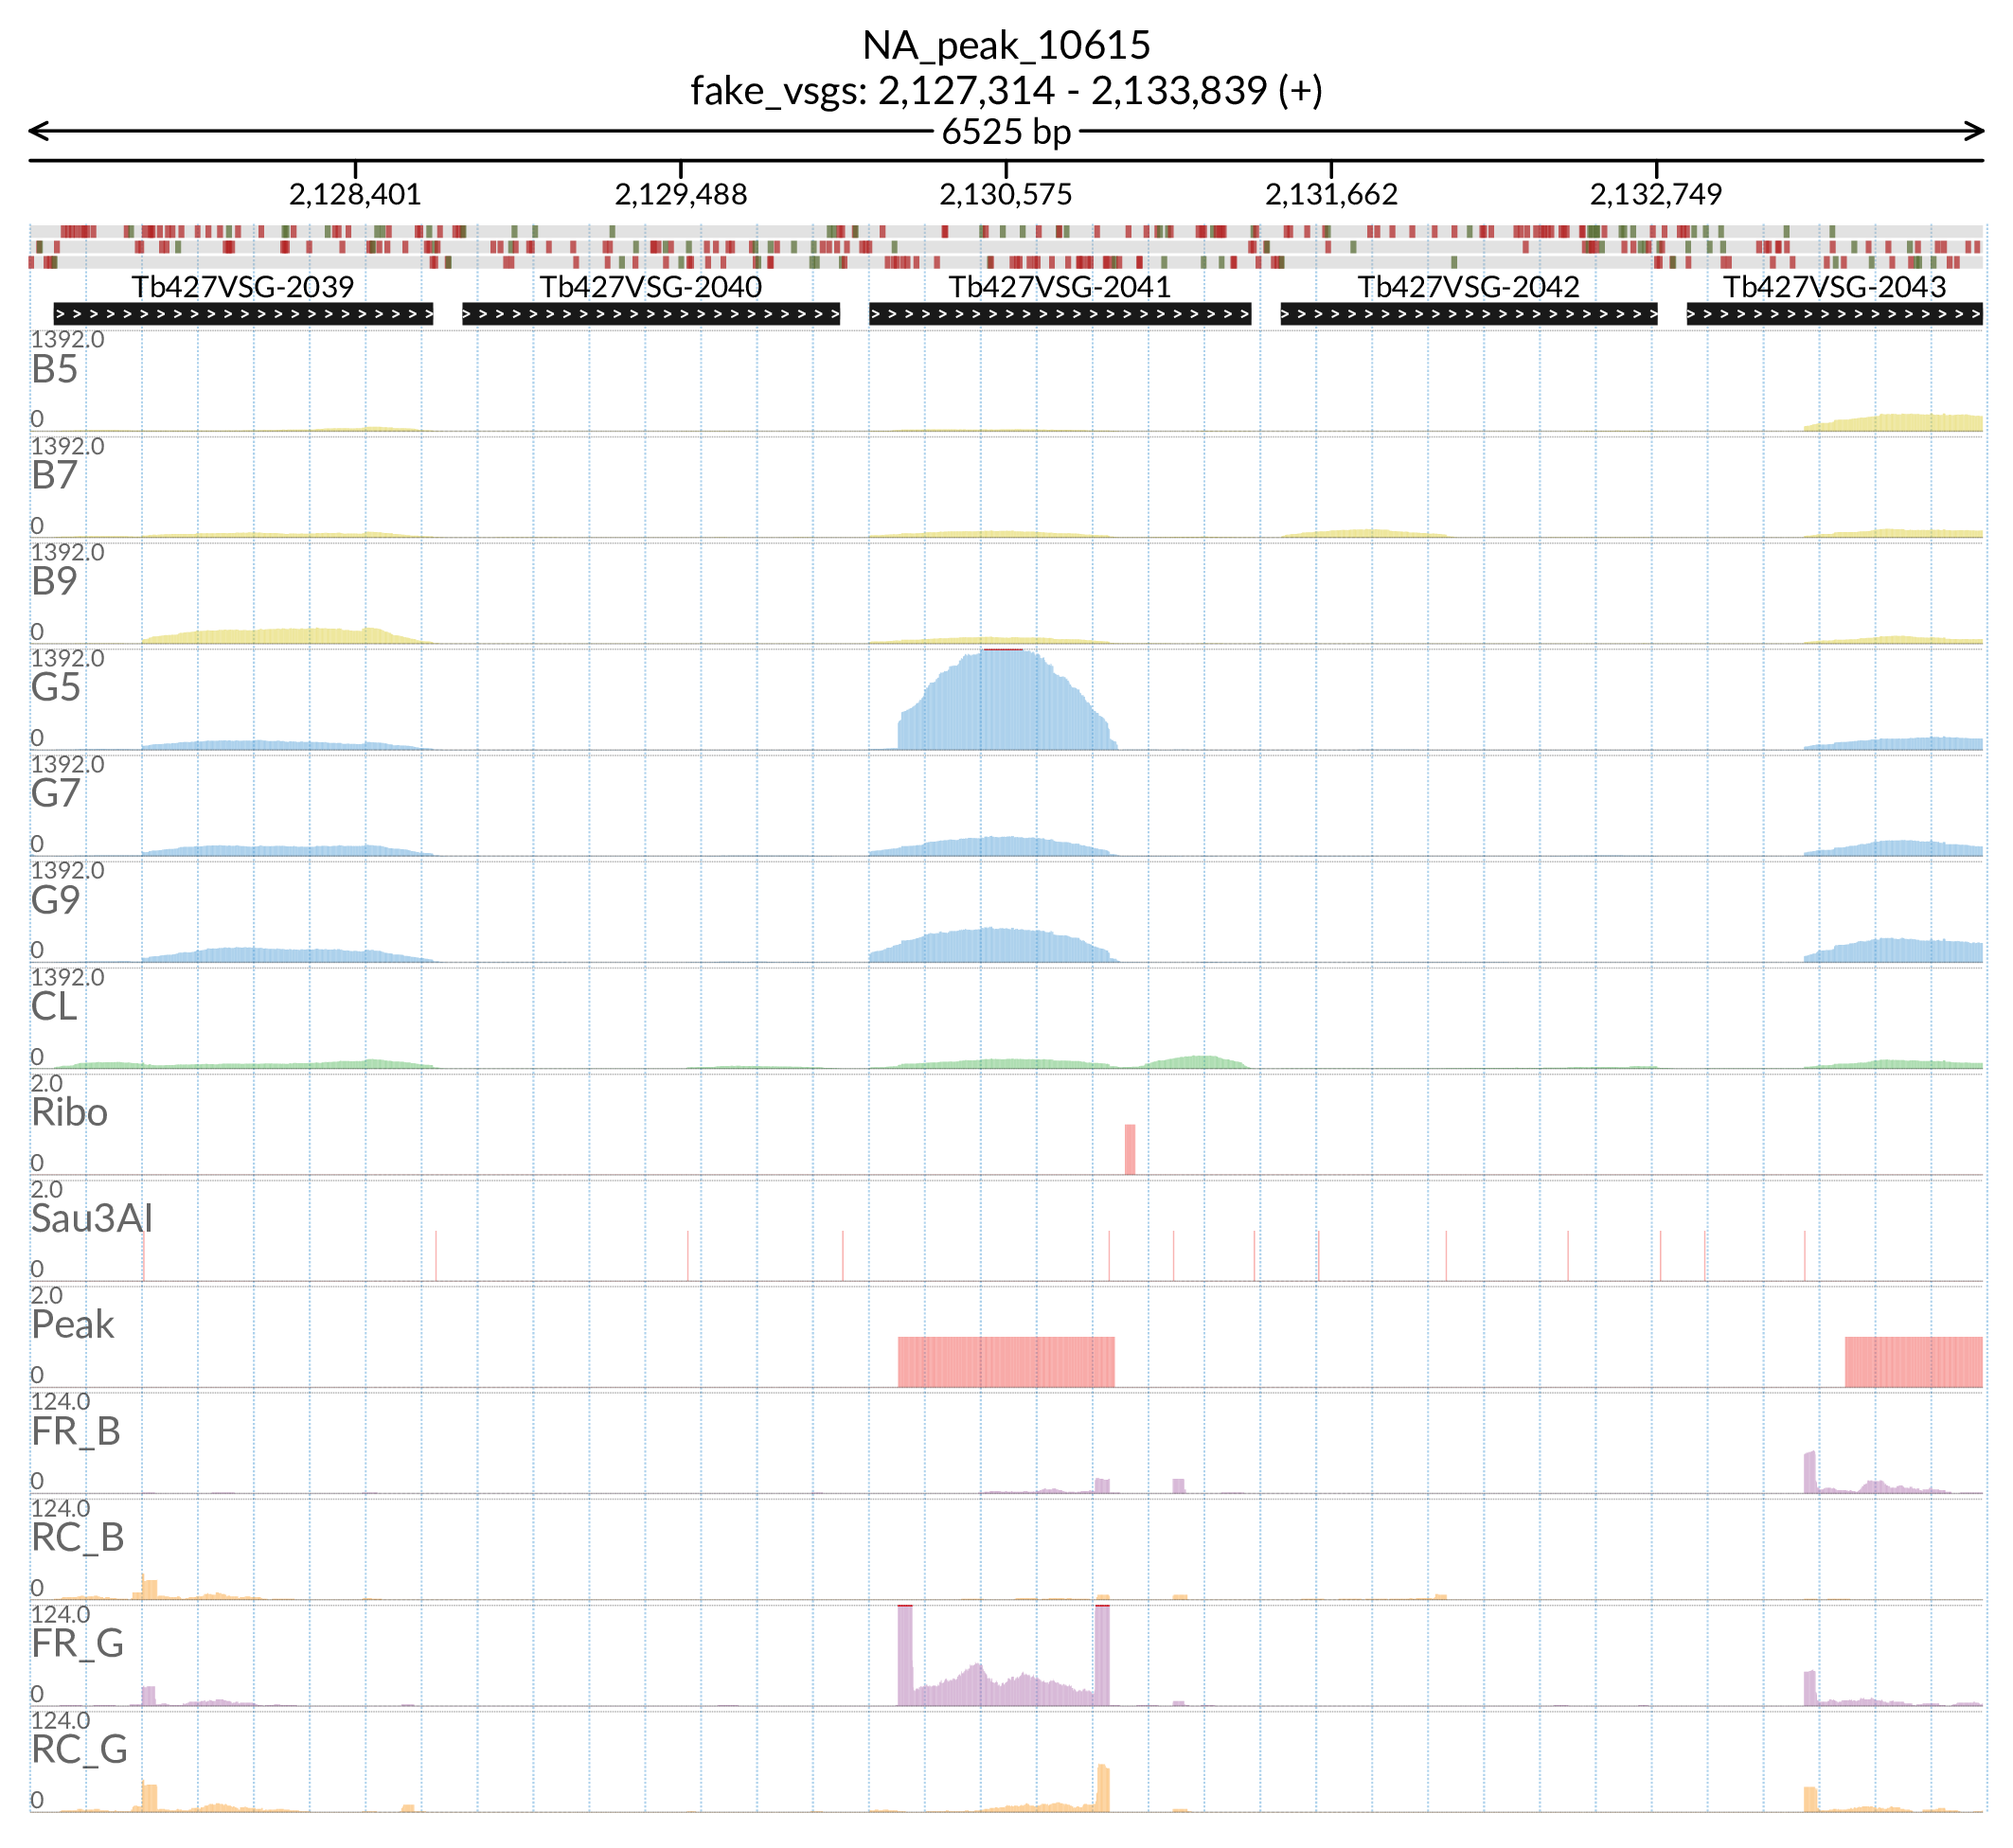 NA_peak_10615
fake_vsgs: 2,127,314 - 2,133,839 (+)
6525 bp
2,128,401 2,129,488 2,130,575 2,131,662 2,132,749
Tb427VSG-2039 Tb427VSG-2040 Tb427VSG-2041 Tb427VSG-2042 Tb427VSG-2043
1392.0
B5
0
1392.0
B7
0
1392.0
B9
0
1392.0
G5
0
1392.0
G7
0
1392.0
G9
0
1392.0
CL
0
2.0
Ribo
0
2.0
Sau3AI
0
2.0
Peak
0
124.0
FR_B
0
124.0
RC_B
0
124.0
FR_G
0
124.0
RC_G
0